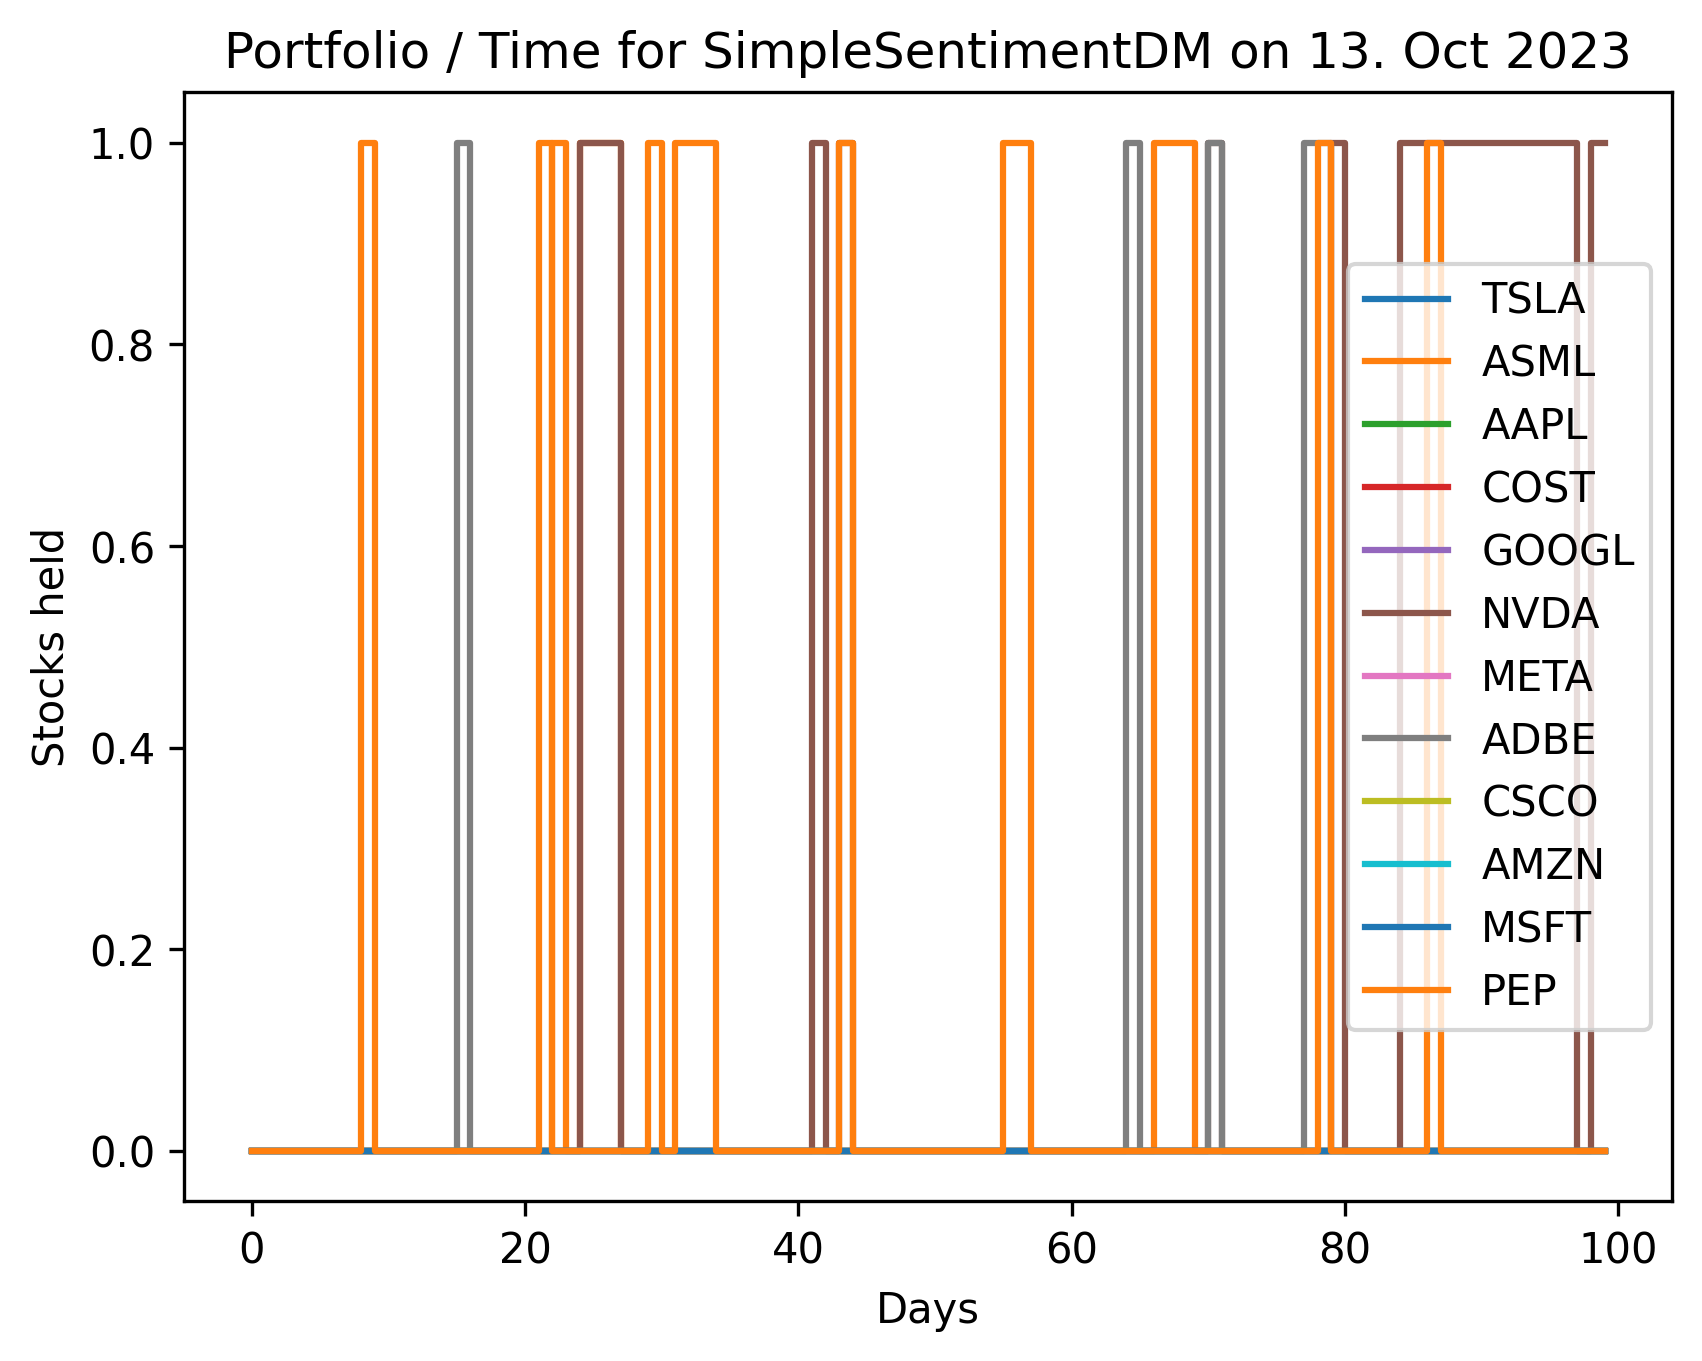 Portfolio / Time for SimpleSentimentDM on 13. Oct 2023
1.0
0.8
0.6
0.4
0.2
0.0
Stocks held
TSLA
ASML
AAPL
COST
GOOGL
NVDA
META
ADBE
CSCO
AMZN
MSFT
PEP
0 20 40 60 80 100
Days